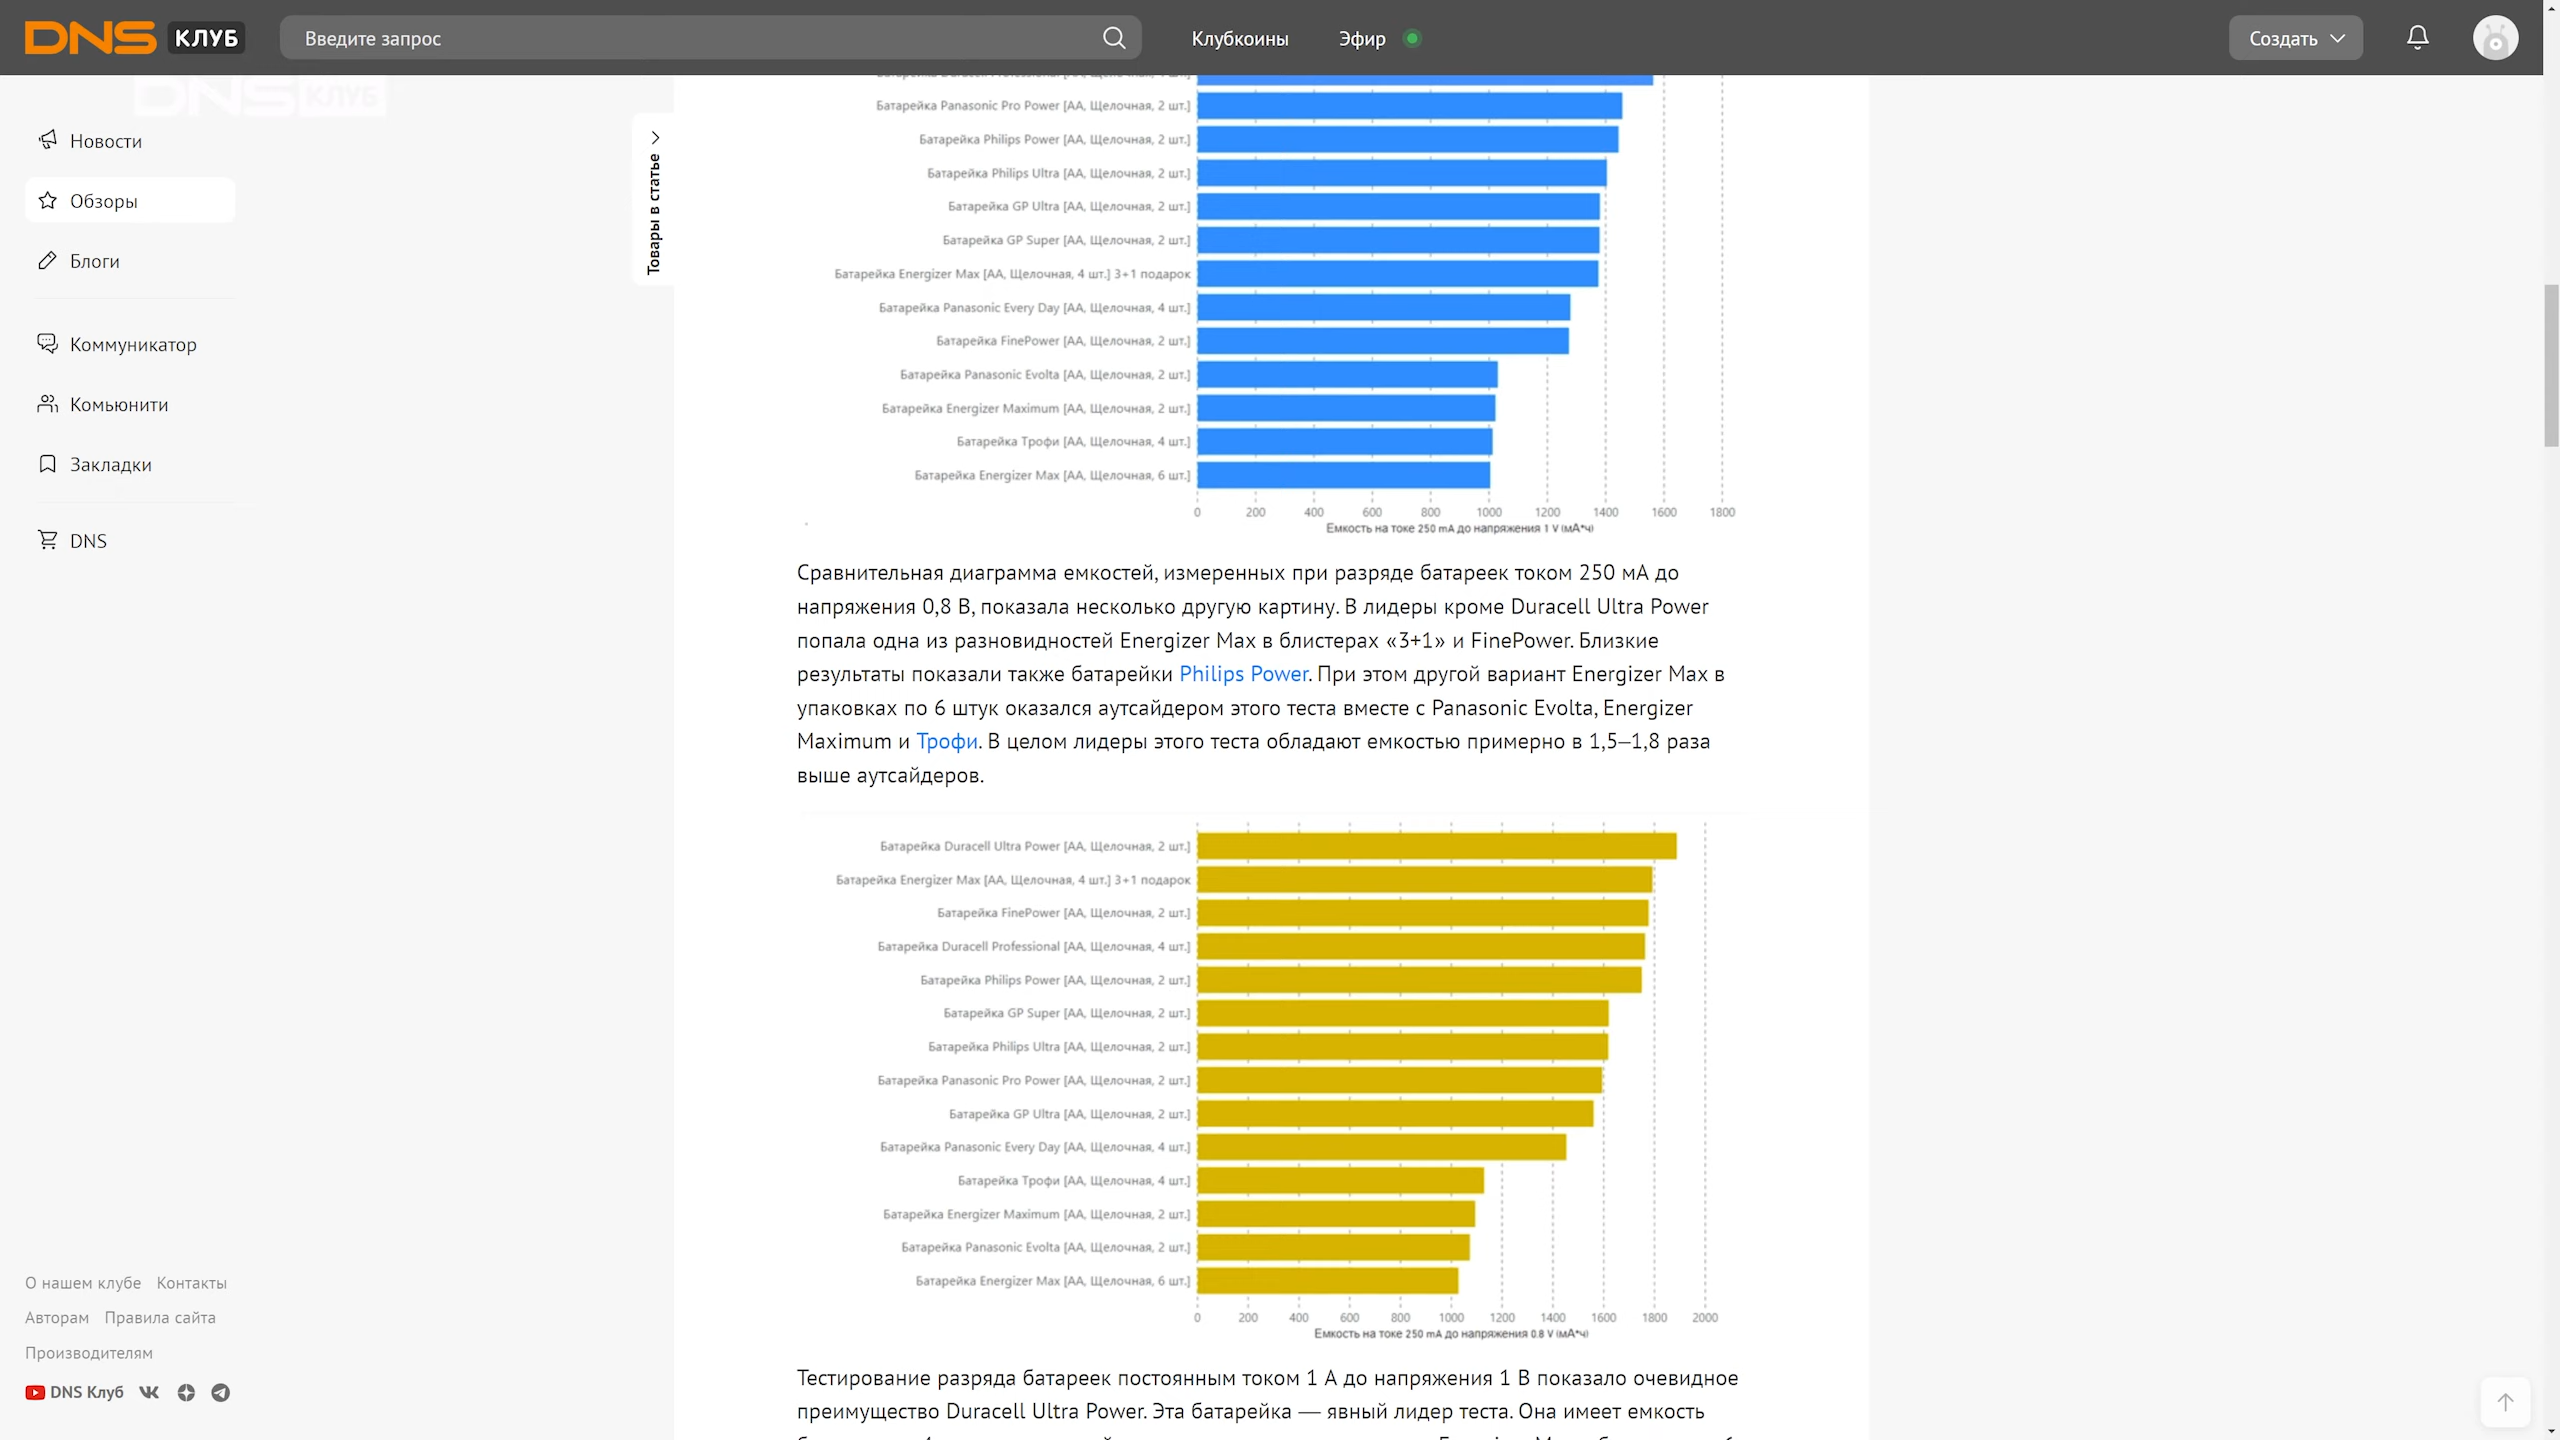 DNS КЛУБ
Введите запрос
Клубкоины
Эфир
Создать
Новости
Обзоры
Блоги
Коммуникатор
Комьюнити
Закладки
DNS
Товары в статье
Батарейка Panasonic Pro Power [AA, Щелочная, 2 шт.]
Батарейка Philips Power [AA, Щелочная, 2 шт.]
Батарейка Philips Ultra [AA, Щелочная, 2 шт.]
Батарейка GP Ultra [AA, Щелочная, 2 шт.]
Батарейка GP Super [AA, Щелочная, 2 шт.]
Батарейка Energizer Max [AA, Щелочная, 4 шт.] 3+1 подарок
Батарейка Panasonic Every Day [AA, Щелочная, 4 шт.]
Батарейка FinePower [AA, Щелочная, 2 шт.]
Батарейка Panasonic Evolta [AA, Щелочная, 2 шт.]
Батарейка Energizer Maximum [AA, Щелочная, 2 шт.]
Батарейка Трофи [AA, Щелочная, 4 шт.]
Батарейка Energizer Max [AA, Щелочная, 6 шт.]
0 200 400 600 800 1000 1200 1400 1600 1800
Емкость на токе 250 mA до напряжения 1 V (мА*ч)
Сравнительная диаграмма емкостей, измеренных при разряде батареек током 250 мА до
напряжения 0,8 В, показала несколько другую картину. В лидеры кроме Duracell Ultra Power
попала одна из разновидностей Energizer Max в блистерах «3+1» и FinePower. Близкие
результаты показали также батарейки Philips Power. При этом другой вариант Energizer Max в
упаковках по 6 штук оказался аутсайдером этого теста вместе с Panasonic Evolta, Energizer
Maximum и Трофи. В целом лидеры этого теста обладают емкостью примерно в 1,5–1,8 раза
выше аутсайдеров.
Батарейка Duracell Ultra Power [AA, Щелочная, 2 шт.]
Батарейка Energizer Max [AA, Щелочная, 4 шт.] 3+1 подарок
Батарейка FinePower [AA, Щелочная, 2 шт.]
Батарейка Duracell Professional [AA, Щелочная, 4 шт.]
Батарейка Philips Power [AA, Щелочная, 2 шт.]
Батарейка GP Super [AA, Щелочная, 2 шт.]
Батарейка Philips Ultra [AA, Щелочная, 2 шт.]
Батарейка Panasonic Pro Power [AA, Щелочная, 2 шт.]
Батарейка GP Ultra [AA, Щелочная, 2 шт.]
Батарейка Panasonic Every Day [AA, Щелочная, 4 шт.]
Батарейка Трофи [AA, Щелочная, 4 шт.]
Батарейка Energizer Maximum [AA, Щелочная, 2 шт.]
Батарейка Panasonic Evolta [AA, Щелочная, 2 шт.]
Батарейка Energizer Max [AA, Щелочная, 6 шт.]
0 200 400 600 800 1000 1200 1400 1600 1800 2000
Емкость на токе 250 mA до напряжения 0.8 V (мА*ч)
Тестирование разряда батареек постоянным током 1 А до напряжения 1 В показало очевидное
преимущество Duracell Ultra Power. Эта батарейка — явный лидер теста. Она имеет емкость
О нашем клубе Контакты
Авторам Правила сайта
Производителям
DNS Клуб
DNS КЛУБ